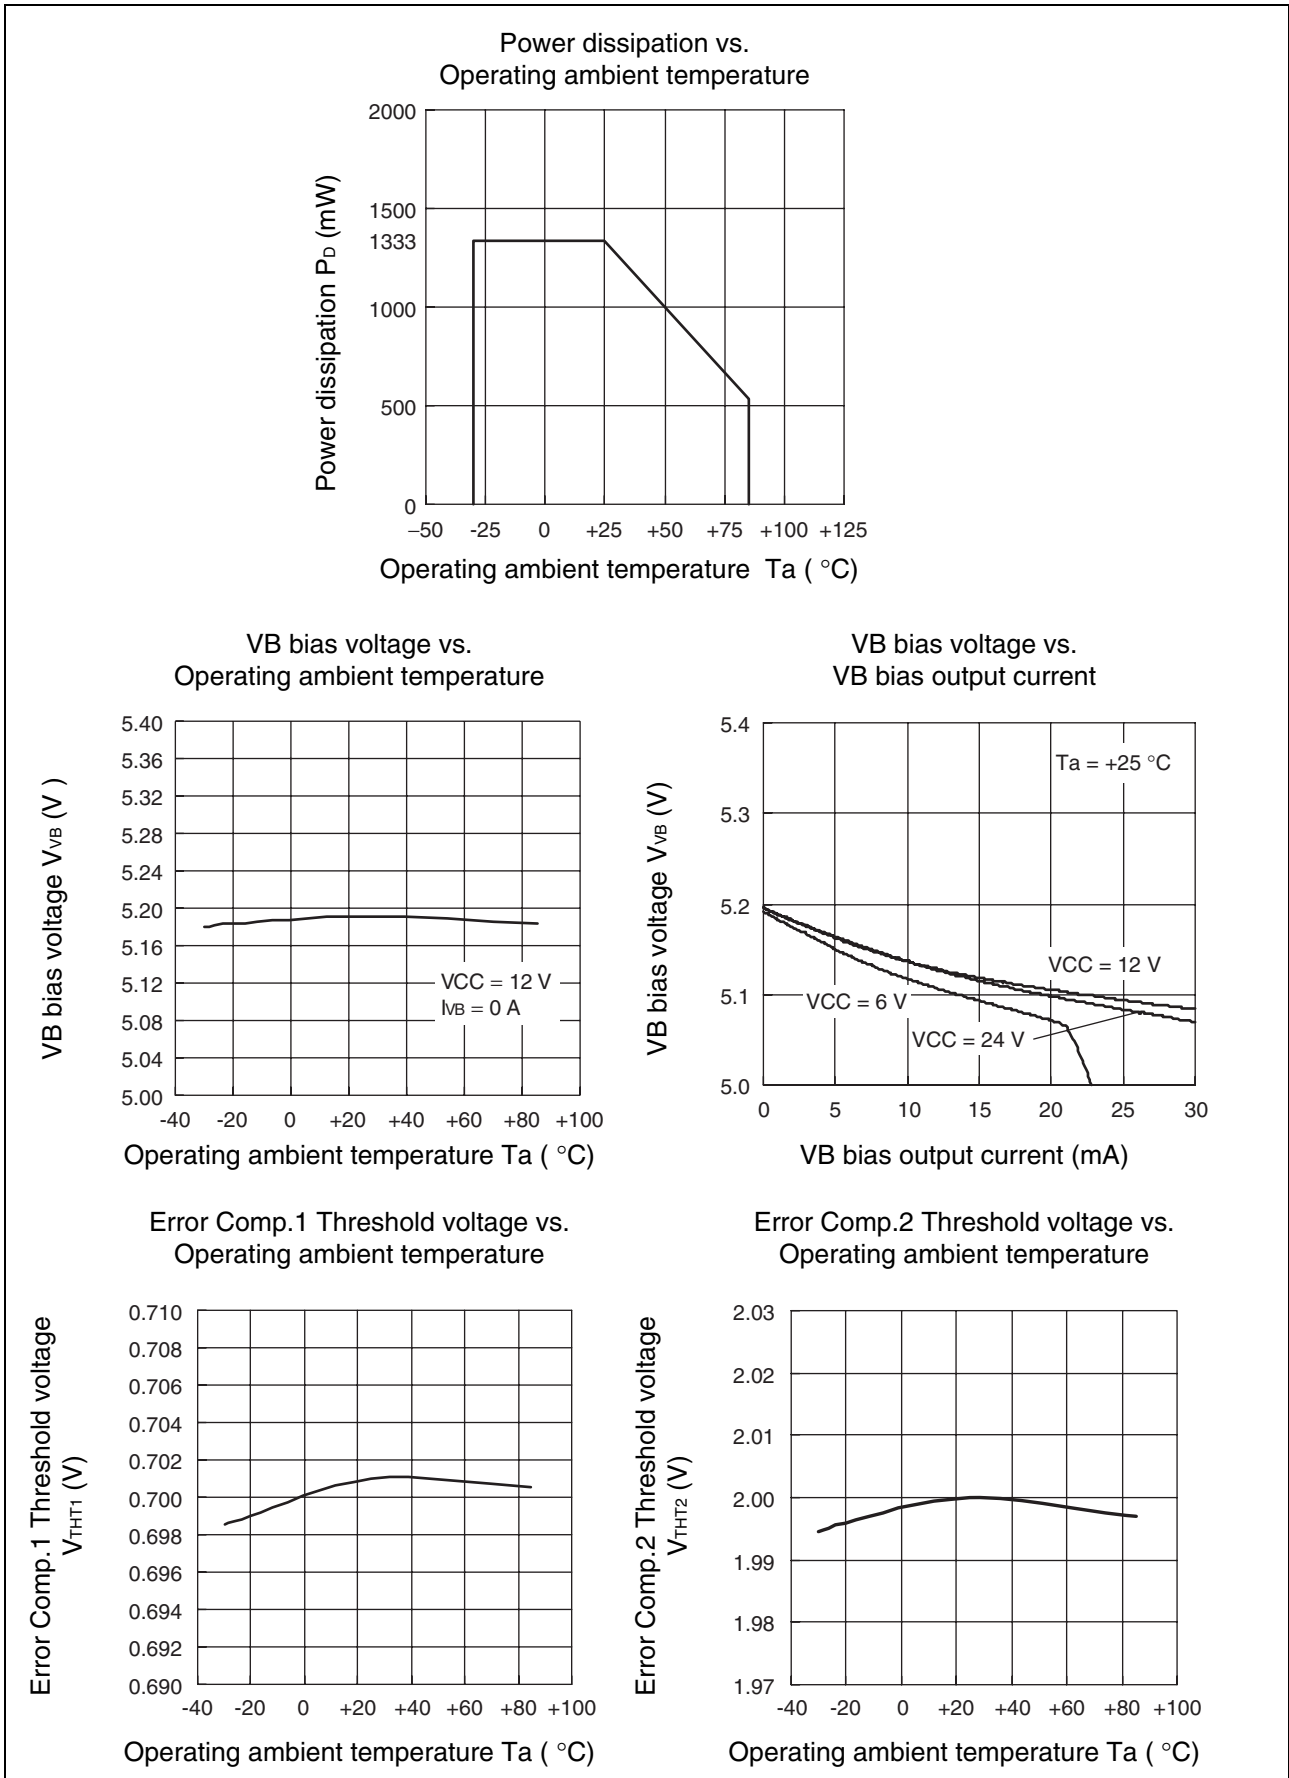 Power dissipation vs.
Operating ambient temperature
Power dissipation PD (mW)
2000
1500
1333
1000
500
0
–50 -25 0 +25 +50 +75 +100 +125
Operating ambient temperature Ta ( °C)
VB bias voltage vs.
Operating ambient temperature
VB bias voltage VVB (V )
5.40
5.36
5.32
5.28
5.24
5.20
5.16
5.12
5.08
5.04
5.00
VCC = 12 V
IVB = 0 A
-40 -20 0 +20 +40 +60 +80 +100
Operating ambient temperature Ta ( °C)
VB bias voltage vs.
VB bias output current
VB bias voltage VVB (V)
5.4
5.3
5.2
5.1
5.0
Ta = +25 °C
VCC = 12 V
VCC = 6 V
VCC = 24 V
0 5 10 15 20 25 30
VB bias output current (mA)
Error Comp.1 Threshold voltage vs.
Operating ambient temperature
Error Comp.1 Threshold voltage
VTHT1 (V)
0.710
0.708
0.706
0.704
0.702
0.700
0.698
0.696
0.694
0.692
0.690
-40 -20 0 +20 +40 +60 +80 +100
Operating ambient temperature Ta ( °C)
Error Comp.2 Threshold voltage vs.
Operating ambient temperature
Error Comp.2 Threshold voltage
VTHT2 (V)
2.03
2.02
2.01
2.00
1.99
1.98
1.97
-40 -20 0 +20 +40 +60 +80 +100
Operating ambient temperature Ta ( °C)